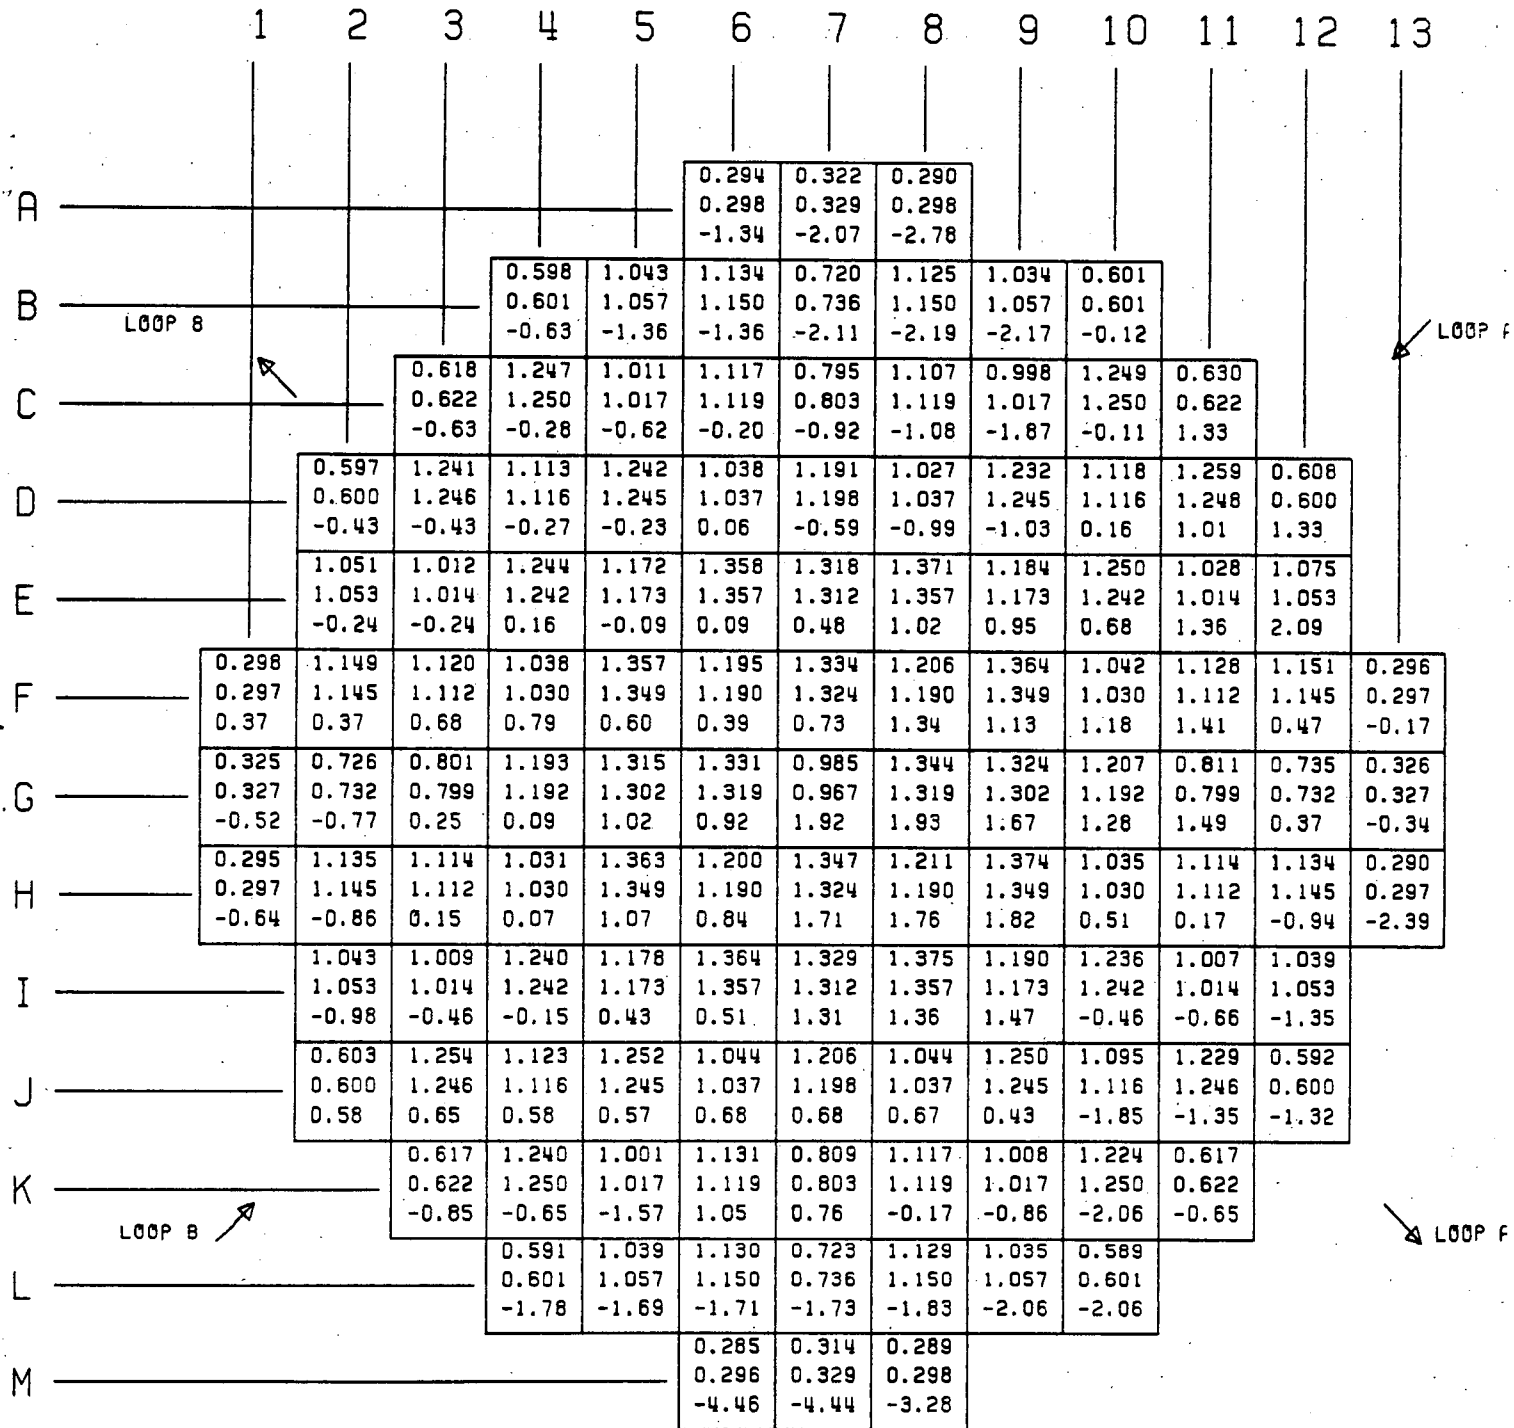 1 2 3 4 5 6 7 8 9 10 11 12 13
0.294 0.322 0.290
A 0.298 0.329 0.298
-1.34 -2.07 -2.78
0.598 1.043 1.134 0.720 1.125 1.034 0.601
B 0.601 1.057 1.150 0.736 1.150 1.057 0.601
LOOP B
-0.63 -1.36 -1.36 -2.11 -2.19 -2.17 -0.12
LOOP
0.618 1.247 1.011 1.117 0.795 1.107 0.998 1.249 0.630
C 0.622 1.250 1.017 1.119 0.803 1.119 1.017 1.250 0.622
-0.63 -0.28 -0.62 -0.20 -0.92 -1.08 -1.87 -0.11 1.33
0.597 1.241 1.113 1.242 1.038 1.191 1.027 1.232 1.118 1.259 0.608
D 0.600 1.246 1.116 1.245 1.037 1.198 1.037 1.245 1.116 1.248 0.600
-0.43 -0.43 -0.27 -0.23 0.06 -0.59 -0.99 -1.03 0.16 1.01 1.33
1.051 1.012 1.244 1.172 1.358 1.318 1.371 1.184 1.250 1.028 1.075
E 1.053 1.014 1.242 1.173 1.357 1.312 1.357 1.173 1.242 1.014 1.053
-0.24 -0.24 0.16 -0.09 0.09 0.48 1.02 0.95 0.68 1.36 2.09
0.298 1.149 1.120 1.038 1.357 1.195 1.334 1.206 1.364 1.042 1.128 1.151 0.296
F 0.297 1.145 1.112 1.030 1.349 1.190 1.324 1.190 1.349 1.030 1.112 1.145 0.297
0.37 0.37 0.68 0.79 0.60 0.39 0.73 1.34 1.13 1.18 1.41 0.47 -0.17
0.325 0.726 0.801 1.193 1.315 1.331 0.985 1.344 1.324 1.207 0.811 0.735 0.326
G 0.327 0.732 0.799 1.192 1.302 1.319 0.967 1.319 1.302 1.192 0.799 0.732 0.327
-0.52 -0.77 0.25 0.09 1.02 0.92 1.92 1.93 1.67 1.28 1.49 0.37 -0.34
0.295 1.135 1.114 1.031 1.363 1.200 1.347 1.211 1.374 1.035 1.114 1.134 0.290
H 0.297 1.145 1.112 1.030 1.349 1.190 1.324 1.190 1.349 1.030 1.112 1.145 0.297
-0.64 -0.86 0.15 0.07 1.07 0.84 1.71 1.76 1.82 0.51 0.17 -0.94 -2.39
1.043 1.009 1.240 1.178 1.364 1.329 1.375 1.190 1.236 1.007 1.039
I 1.053 1.014 1.242 1.173 1.357 1.312 1.357 1.173 1.242 1.014 1.053
-0.98 -0.46 -0.15 0.43 0.51 1.31 1.36 1.47 -0.46 -0.66 -1.35
0.603 1.254 1.123 1.252 1.044 1.206 1.044 1.250 1.095 1.229 0.592
J 0.600 1.246 1.116 1.245 1.037 1.198 1.037 1.245 1.116 1.246 0.600
0.58 0.65 0.58 0.57 0.68 0.68 0.67 0.43 -1.85 -1.35 -1.32
0.617 1.240 1.001 1.131 0.809 1.117 1.008 1.224 0.617
K 0.622 1.250 1.017 1.119 0.803 1.119 1.017 1.250 0.622
-0.85 -0.65 -1.57 1.05 0.76 -0.17 -0.86 -2.06 -0.65
LOOP B
LOOP
0.591 1.039 1.130 0.723 1.129 1.035 0.589
L 0.601 1.057 1.150 0.736 1.150 1.057 0.601
-1.78 -1.69 -1.71 -1.73 -1.83 -2.06 -2.06
0.285 0.314 0.289
M 0.296 0.329 0.298
-4.46 -4.44 -3.28